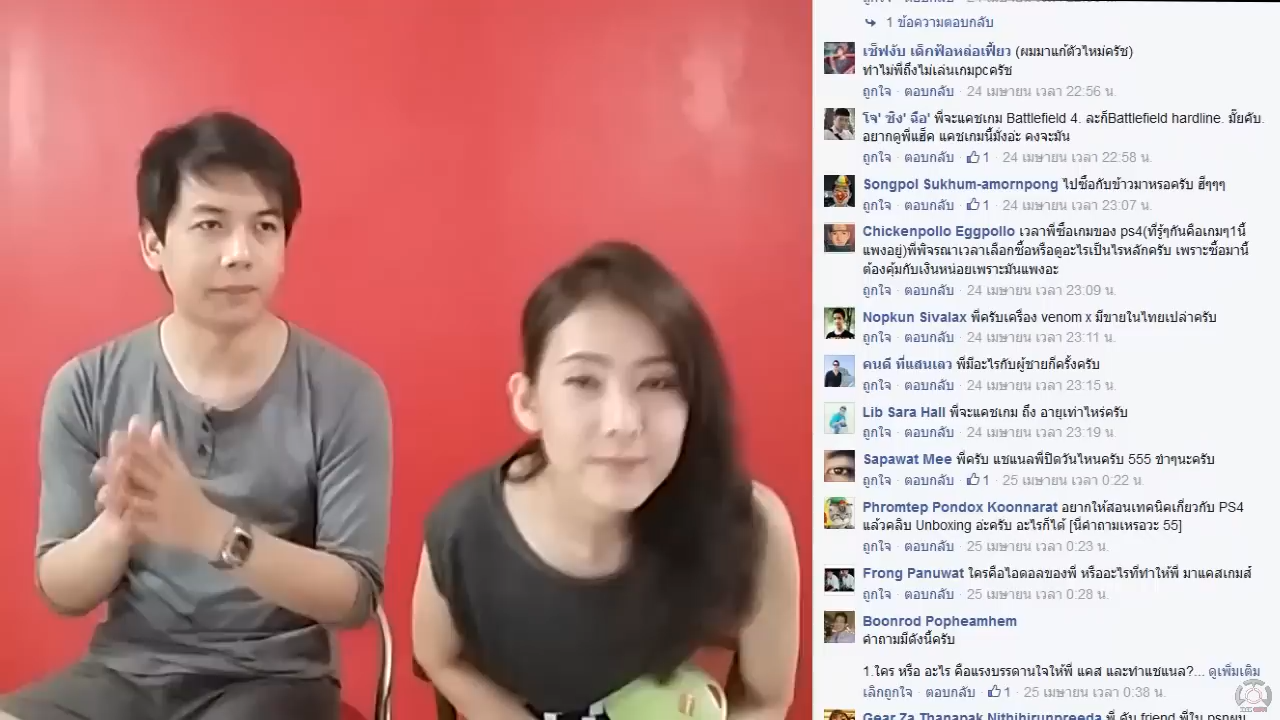 1 ข้อความตอบกลับ
เช็ฟงับ เด็กฟ้อหล่อเฟี้ยว (ผมมาแก้ตัวใหม่ครัช)
ทำไม่พี่ถึงไม่เล่นเกมpcครัช
ถูกใจ · ตอบกลับ · 24 เมษายน เวลา 22:56 น.
โจ' ซิง' ฉือ' พี่จะแคชเกม Battlefield 4. ละก็Battlefield hardline. มั๊ยคับ.
อยากดูพี่แฮ็ค แคชเกมนี้มั่งอ่ะ คงจะมัน
ถูกใจ · ตอบกลับ · 1 · 24 เมษายน เวลา 22:58 น.
Songpol Sukhum-amornpong ไปซื้อกับข้าวมาหรอครับ ฮึๆๆๆ
ถูกใจ · ตอบกลับ · 1 · 24 เมษายน เวลา 23:07 น.
Chickenpollo Eggpollo เวลาพี่ซื้อเกมของ ps4(ที่รู้ๆกันคือเกมๆ1นี้
แพงอยู่)พี่พิจรณาเวลาเลือกซื้อหรือดูอะไรเป็นไรหลักครับ เพราะซื้อมานี้
ต้องคุ้มกับเงินหน่อยเพราะมันแพงอะ
ถูกใจ · ตอบกลับ · 24 เมษายน เวลา 23:09 น.
Nopkun Sivalax พี่ครับเครื่อง venom x มีขายในไทยเปล่าครับ
ถูกใจ · ตอบกลับ · 24 เมษายน เวลา 23:11 น.
คนดี ที่แสนเลว พี่มีอะไรกับผู้ชายกี่ครั้งครับ
ถูกใจ · ตอบกลับ · 24 เมษายน เวลา 23:15 น.
Lib Sara Hall พี่จะแคชเกม ถึง อายุเท่าไหร่ครับ
ถูกใจ · ตอบกลับ · 24 เมษายน เวลา 23:19 น.
Sapawat Mee พี่ครับ แชแนลพี่ปิดวันไหนครับ 555 ขำๆนะครับ
ถูกใจ · ตอบกลับ · 1 · 25 เมษายน เวลา 0:22 น.
Phromtep Pondox Koonnarat อยากให้สอนเทคนิคเกี่ยวกับ PS4
แล้วคลิบ Unboxing อ่ะครับ อะไรก็ได้ [นี่คำถามเหรอวะ 55]
ถูกใจ · ตอบกลับ · 25 เมษายน เวลา 0:23 น.
Frong Panuwat ใครคือไอดอลของพี่ หรืออะไรที่ทำให้พี่ มาแคสเกมส์
ถูกใจ · ตอบกลับ · 25 เมษายน เวลา 0:28 น.
Boonrod Popheamhem
คำถามมีดังนี้ครับ
1.ใคร หรือ อะไร คือแรงบรรดานใจให้พี่ แคส และทำแชแนล?... ดูเพิ่มเติม
เลิกถูกใจ · ตอบกลับ · 1 · 25 เมษายน เวลา 0:38 น.
Gear Za Thanapak Nithihirunpreeda พี่ คับ friend พี่ใน psnผม